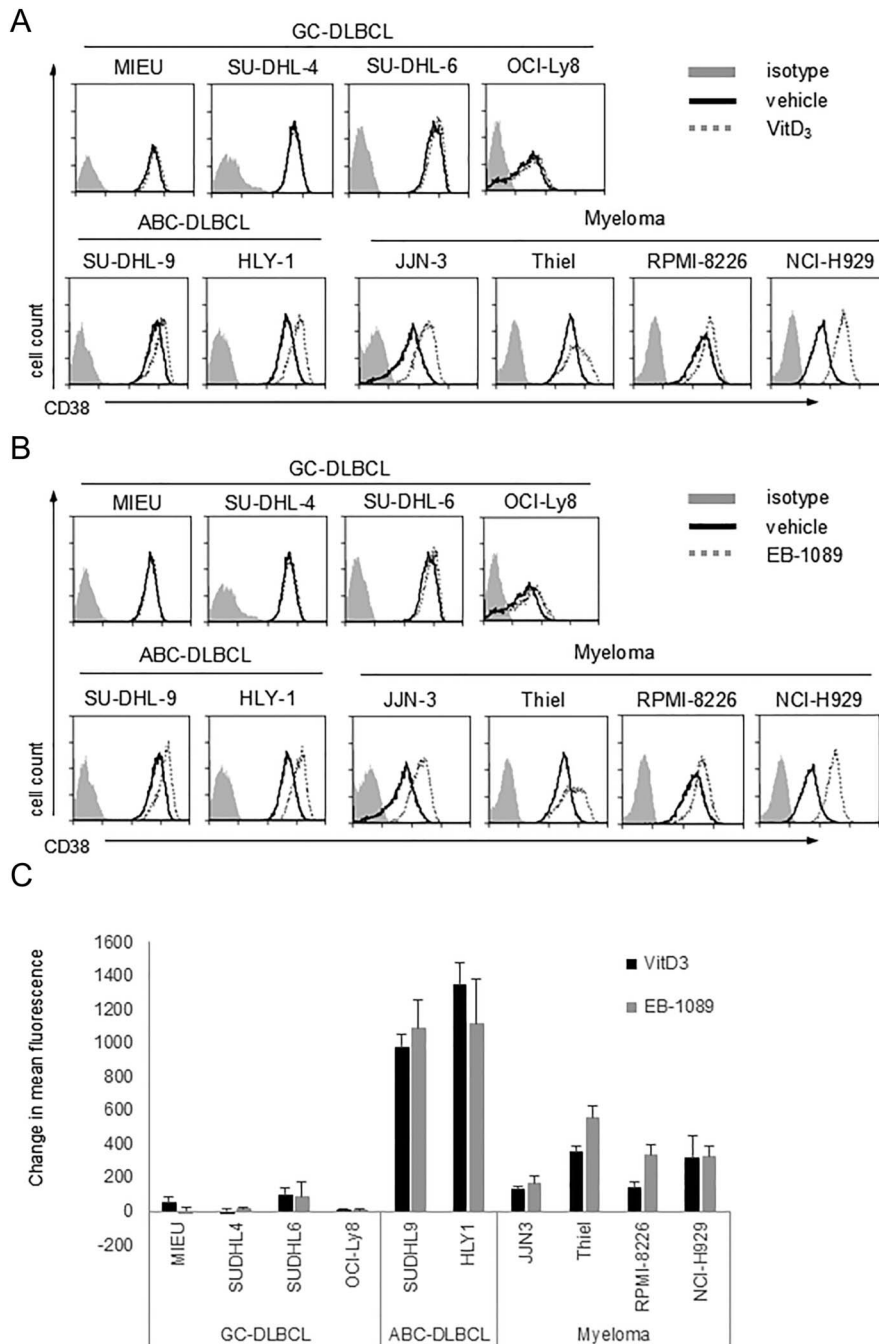 A
GC-DLBCL
MIEU SU-DHL-4 SU-DHL-6 OCI-Ly8
isotype
vehicle
VitD₃
ABC-DLBCL Myeloma
SU-DHL-9 HLY-1 JJN-3 Thiel RPMI-8226 NCI-H929
cell count
CD38
B
GC-DLBCL
MIEU SU-DHL-4 SU-DHL-6 OCI-Ly8
isotype
vehicle
EB-1089
ABC-DLBCL Myeloma
SU-DHL-9 HLY-1 JJN-3 Thiel RPMI-8226 NCI-H929
cell count
CD38
C
Change in mean fluorescence
1600
1400
1200
1000
800
600
400
200
0
-200
VitD3
EB-1089
MIEU SUDHL4 SUDHL6 OCI-Ly8 SUDHL9 HLY1 JJN3 Thiel RPMI-8226 NCI-H929
GC-DLBCL ABC-DLBCL Myeloma